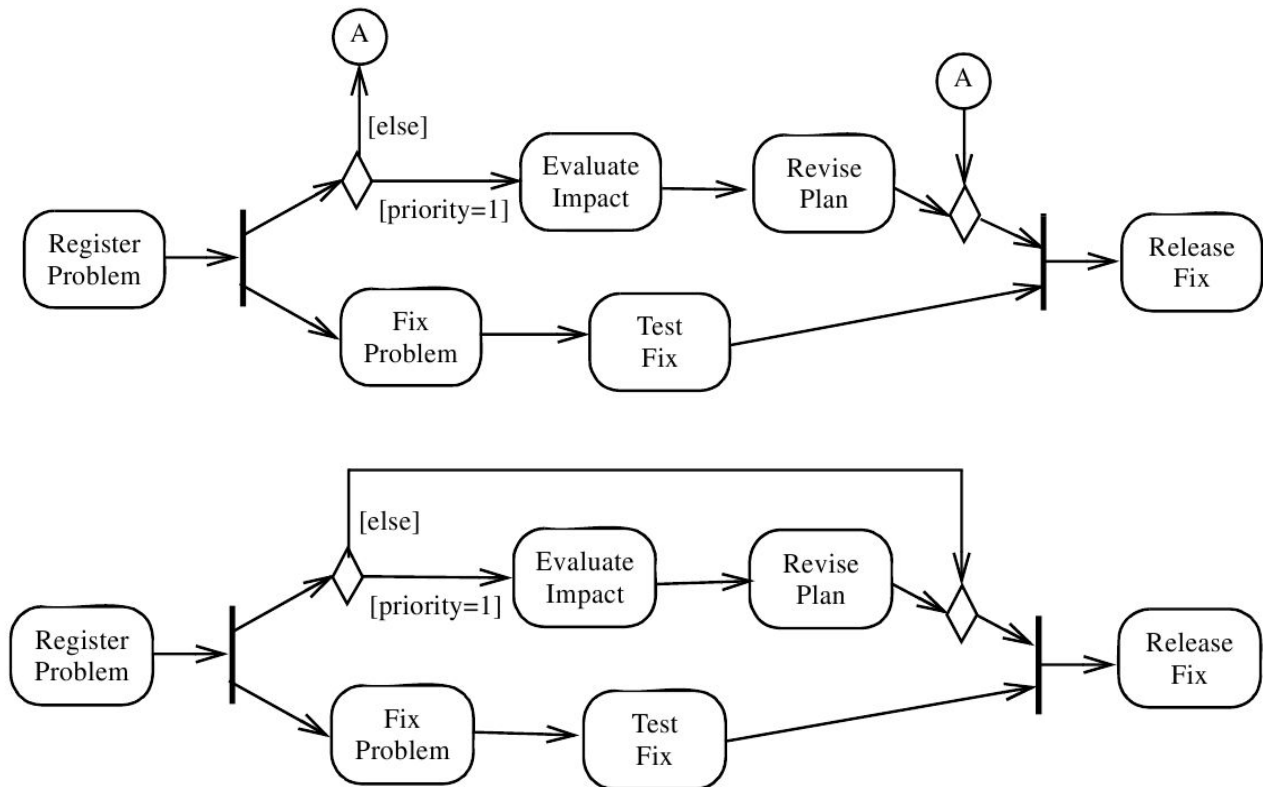 A
A
[else]
Evaluate
Impact
Revise
Plan
[priority=1]
Register
Problem
Release
Fix
Fix
Problem
Test
Fix
[else]
Evaluate
Impact
Revise
Plan
[priority=1]
Register
Problem
Release
Fix
Fix
Problem
Test
Fix